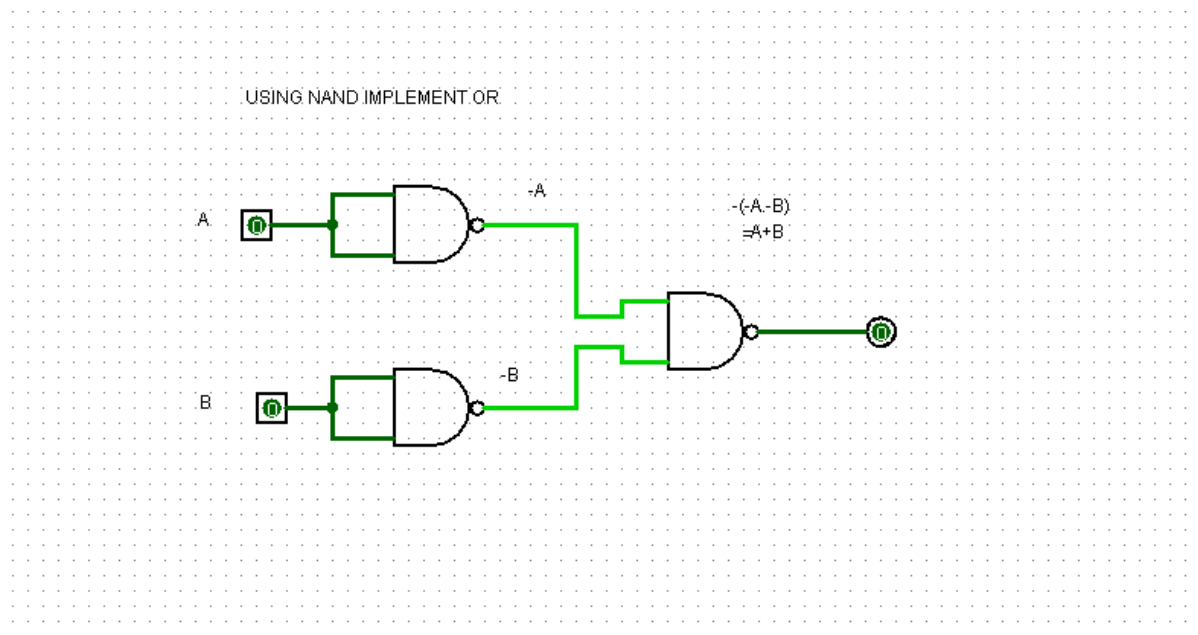 USING NAND IMPLEMENT OR
-A
A
0
-(-A.-B)
=A+B
0
-B
B
0